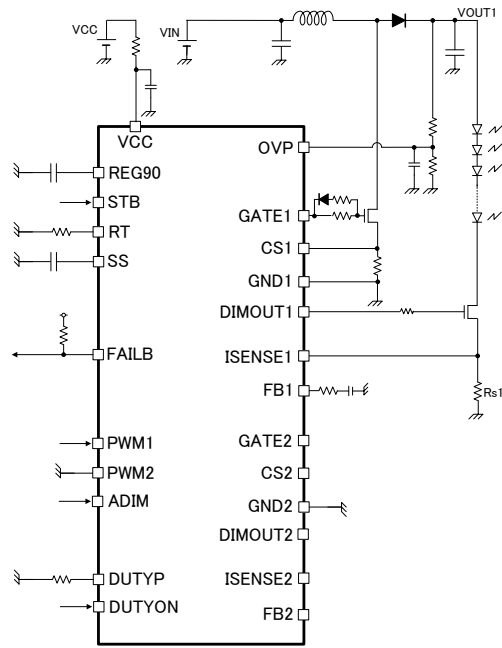 VCC
VIN
VOUT1
VCC
REG90
STB
RT
SS
FAILB
PWM1
PWM2
ADIM
DUTYP
DUTYON
OVP
GATE1
CS1
GND1
DIMOUT1
ISENSE1
FB1
GATE2
CS2
GND2
DIMOUT2
ISENSE2
FB2
Rs1